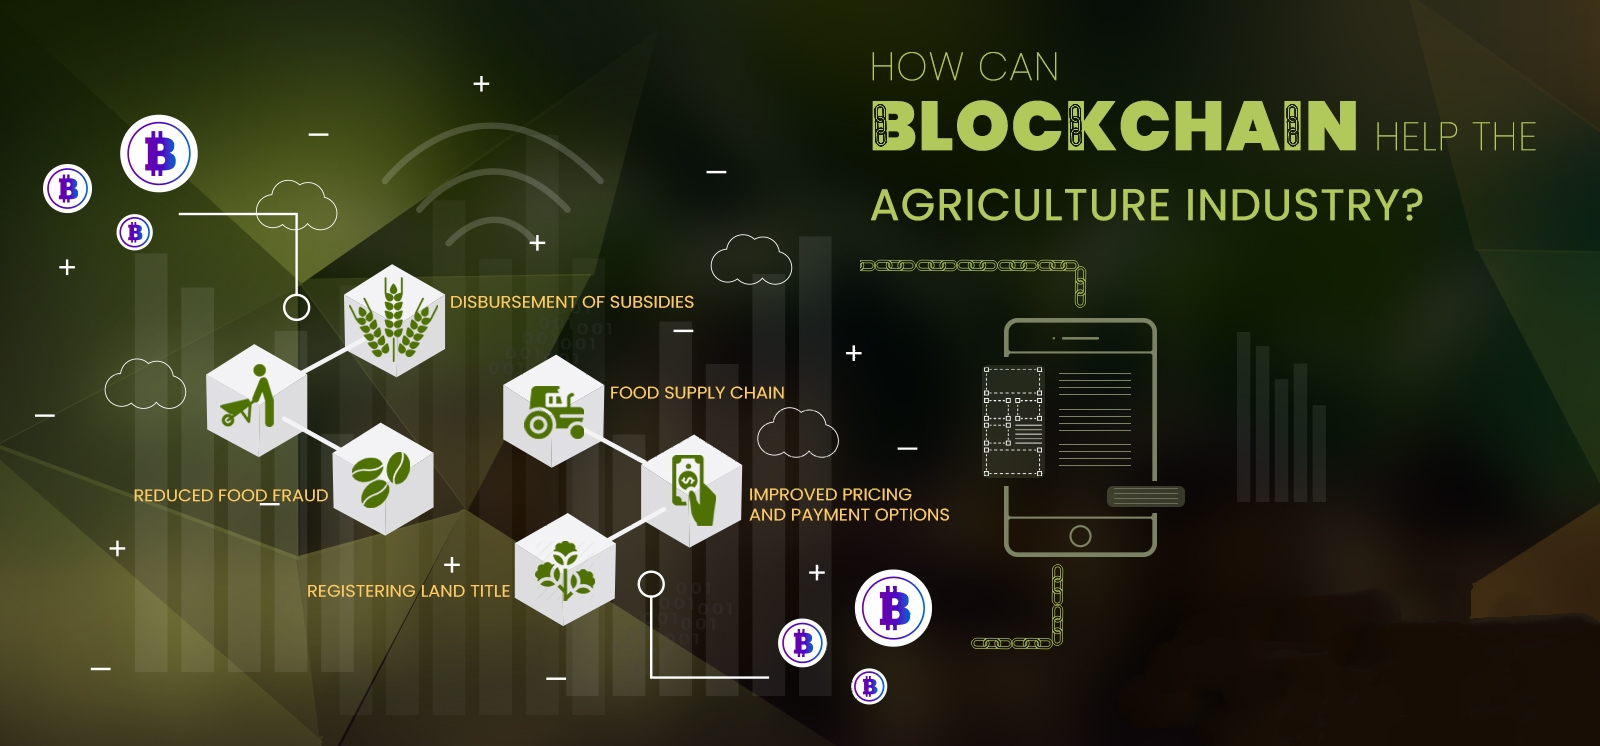 HOW CAN
BLOCKCHAIN HELP THE
AGRICULTURE INDUSTRY?
DISBURSEMENT OF SUBSIDIES
FOOD SUPPLY CHAIN
REDUCED FOOD FRAUD
IMPROVED PRICING
AND PAYMENT OPTIONS
REGISTERING LAND TITLE